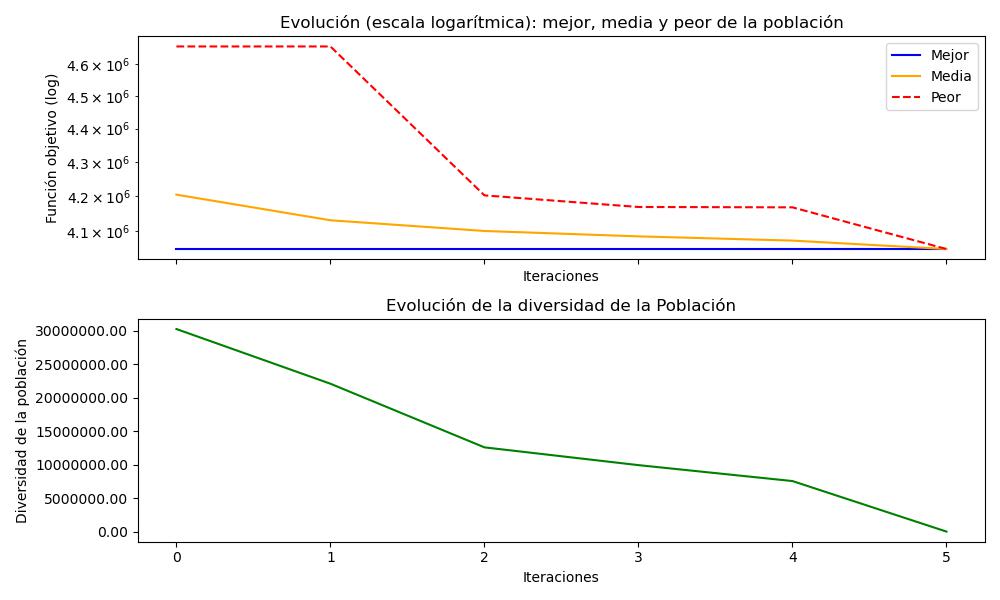 Evolución (escala logarítmica): mejor, media y peor de la población
Función objetivo (log)
4.6 × 10⁶
4.5 × 10⁶
4.4 × 10⁶
4.3 × 10⁶
4.2 × 10⁶
4.1 × 10⁶
Mejor
Media
Peor
Iteraciones
Evolución de la diversidad de la Población
Diversidad de la población
30000000.00
25000000.00
20000000.00
15000000.00
10000000.00
5000000.00
0.00
0 1 2 3 4 5
Iteraciones